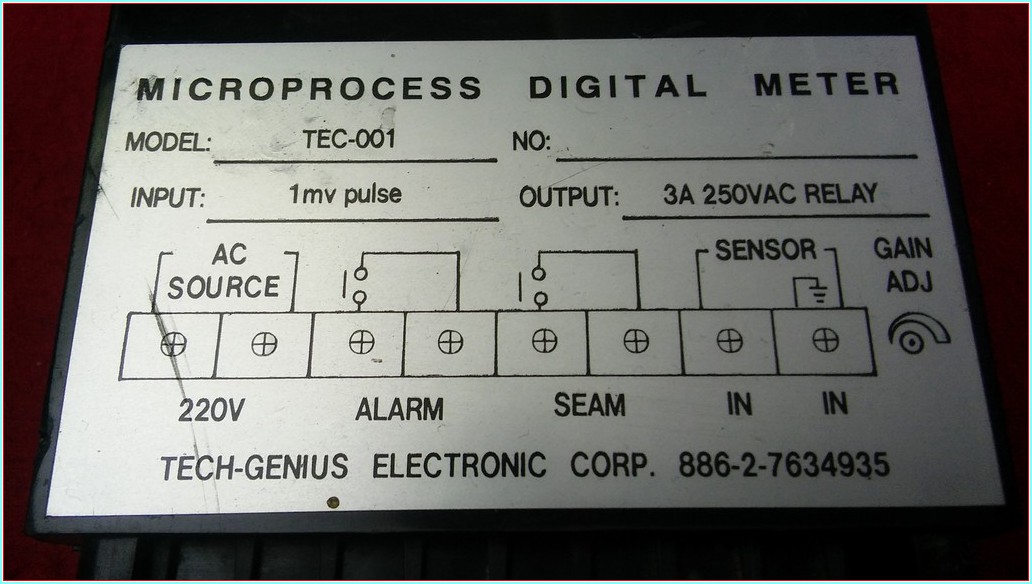 MICROPROCESS DIGITAL METER
MODEL: TEC-001 NO:
INPUT: 1mv pulse OUTPUT: 3A 250VAC RELAY
AC SOURCE SENSOR GAIN ADJ
220V ALARM SEAM IN IN
TECH-GENIUS ELECTRONIC CORP. 886-2-7634935